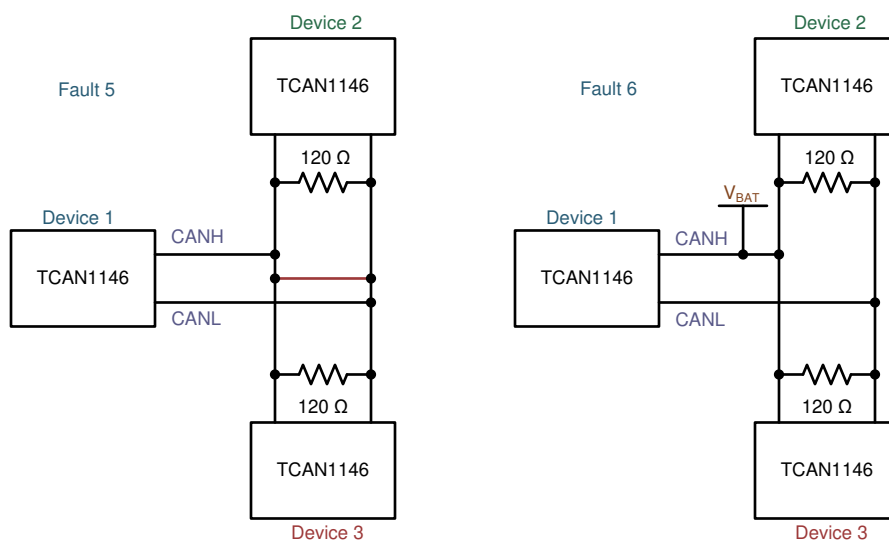 Device 2
TCAN1146
Fault 5
120 Ω
Device 1
CANH
TCAN1146
CANL
120 Ω
TCAN1146
Device 3
Device 2
TCAN1146
Fault 6
120 Ω
VBAT
Device 1
CANH
TCAN1146
CANL
120 Ω
TCAN1146
Device 3